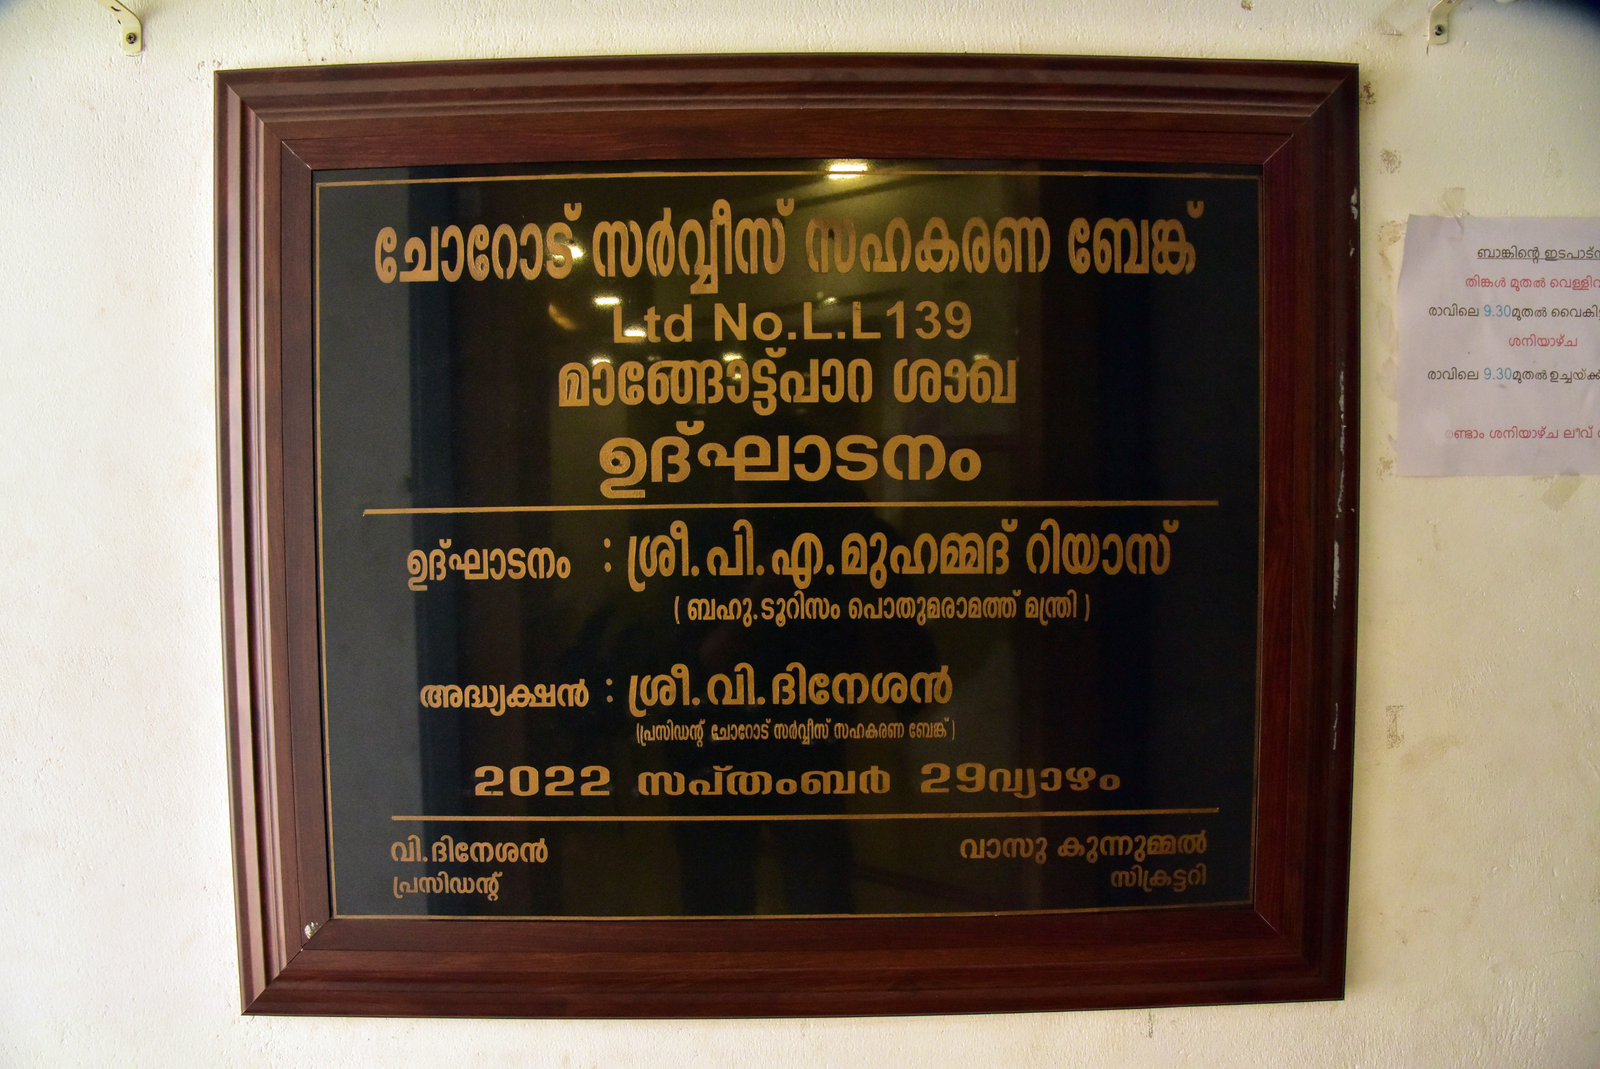 ചോറോട് സർവ്വീസ് സഹകരണ ബേങ്ക്
Ltd No.L.L139
മാങ്ങോട്ട്പാറ ശാഖ
ഉദ്ഘാടനം
ഉദ്ഘാടനം : ശ്രീ.പി.എ.മുഹമ്മദ് റിയാസ്
( ബഹു.ടൂറിസം പൊതുമരാമത്ത് മന്ത്രി )
അദ്ധ്യക്ഷൻ : ശ്രീ.വി.ദിനേശൻ
(പ്രസിഡന്റ് ചോറോട് സർവ്വീസ് സഹകരണ ബേങ്ക്)
2022 സപ്തംബർ 29വ്യാഴം
വി.ദിനേശൻ
പ്രസിഡന്റ്
വാസു കുന്നുമ്മൽ
സിക്രട്ടറി
ബാങ്കിന്റെ
തിങ്കൾ മുതൽ
രാവിലെ 9.30മുതൽ
ശനിയാഴ്ച
രാവിലെ 9.30മുതൽ
ശനിയാഴ്ച ലീവ്